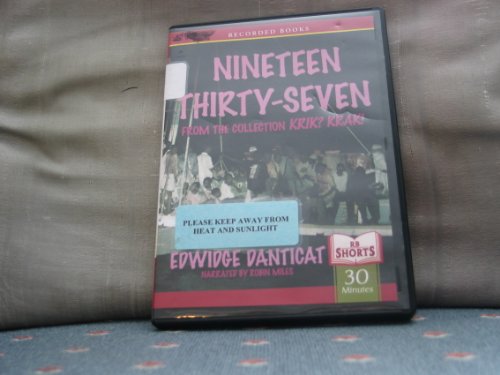 RECORDED BOOKS
NINETEEN
THIRTY-SEVEN
FROM THE COLLECTION KRIK? KRAK!
PLEASE KEEP AWAY FROM
HEAT AND SUNLIGHT
EDWIDGE DANTICAT
NARRATED BY ROBIN MILES
RB
SHORTS
30
Minutes